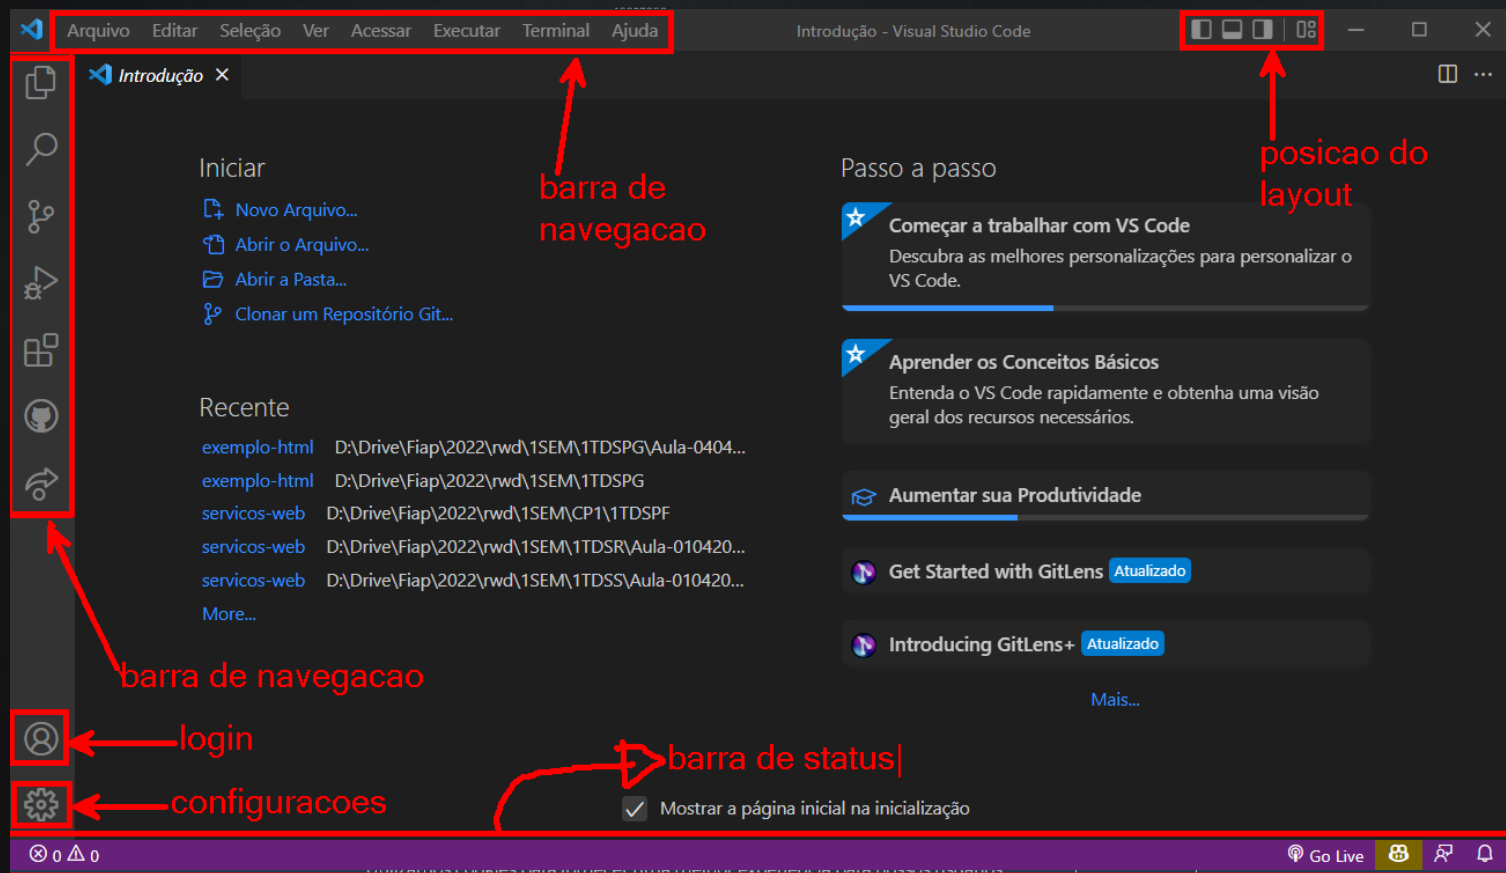 Arquivo Editar Seleção Ver Acessar Executar Terminal Ajuda
Introdução - Visual Studio Code
Introdução
posicao do
layout
barra de
navegacao
Iniciar
Novo Arquivo...
Abrir o Arquivo...
Abrir a Pasta...
Clonar um Repositório Git...
Recente
exemplo-html D:\Drive\Fiap\2022\rwd\1SEM\1TDSPG\Aula-0404...
exemplo-html D:\Drive\Fiap\2022\rwd\1SEM\1TDSPG
servicos-web D:\Drive\Fiap\2022\rwd\1SEM\CP1\1TDSPF
servicos-web D:\Drive\Fiap\2022\rwd\1SEM\1TDSR\Aula-010420...
servicos-web D:\Drive\Fiap\2022\rwd\1SEM\1TDSS\Aula-010420...
More...
Passo a passo
Começar a trabalhar com VS Code
Descubra as melhores personalizações para personalizar o
VS Code.
Aprender os Conceitos Básicos
Entenda o VS Code rapidamente e obtenha uma visão
geral dos recursos necessários.
Aumentar sua Produtividade
Get Started with GitLens Atualizado
Introducing GitLens+ Atualizado
Mais...
barra de navegacao
login
configuracoes
barra de status
Mostrar a página inicial na inicialização
0 0
Go Live